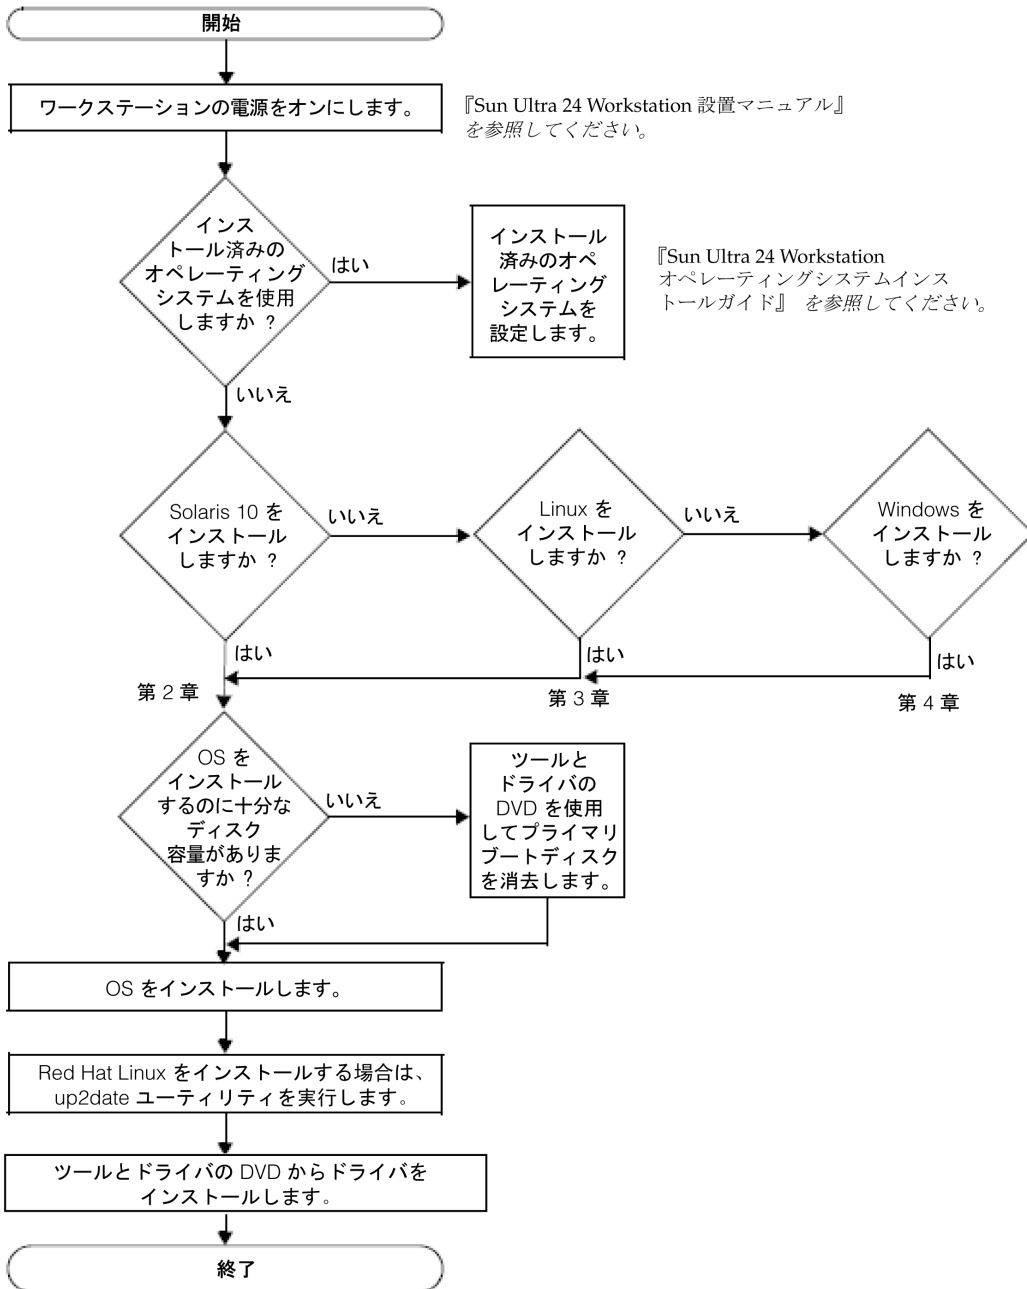 開始
ワークステーションの電源をオンにします。
『Sun Ultra 24 Workstation 設置マニュアル』
を参照してください。
インス
トール済みの
オペレーティング
システムを使用
しますか ?
はい
インストール
済みのオペ
レーティング
システムを
設定します。
『Sun Ultra 24 Workstation
オペレーティングシステムインス
トールガイド』 を参照してください。
いいえ
Solaris 10 を
インストール
しますか ?
いいえ
Linux を
インストール
しますか ?
いいえ
Windows を
インストール
しますか ?
はい
はい
はい
第 2 章
第 3 章
第 4 章
OS を
インストール
するのに十分な
ディスク
容量がありま
すか ?
いいえ
ツールと
ドライバの
DVD を使用
してプライマリ
ブートディスク
を消去します。
はい
OS をインストールします。
Red Hat Linux をインストールする場合は、
up2date ユーティリティを実行します。
ツールとドライバの DVD からドライバを
インストールします。
終了